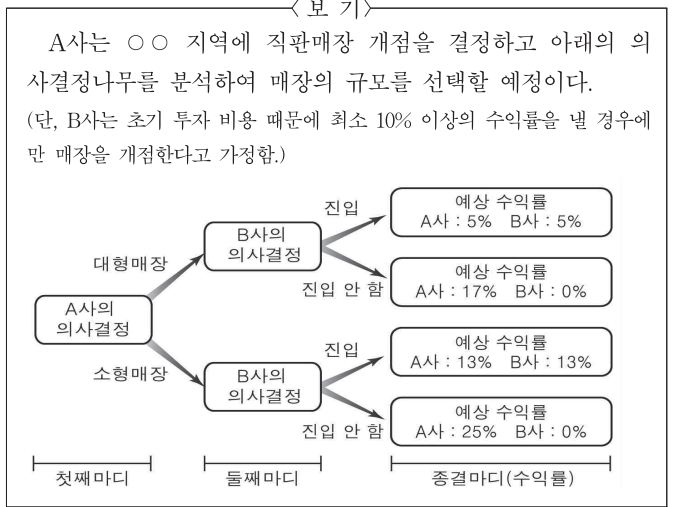 〈보 기〉
A사는 ○○ 지역에 직판매장 개점을 결정하고 아래의 의
사결정나무를 분석하여 매장의 규모를 선택할 예정이다.
(단, B사는 초기 투자 비용 때문에 최소 10% 이상의 수익률을 낼 경우에
만 매장을 개점한다고 가정함.)
진입
예상 수익률
A사 : 5% B사 : 5%
B사의
의사결정
대형매장
진입 안 함
예상 수익률
A사 : 17% B사 : 0%
A사의
의사결정
진입
예상 수익률
A사 : 13% B사 : 13%
소형매장
B사의
의사결정
진입 안 함
예상 수익률
A사 : 25% B사 : 0%
첫째마디
둘째마디
종결마디(수익률)